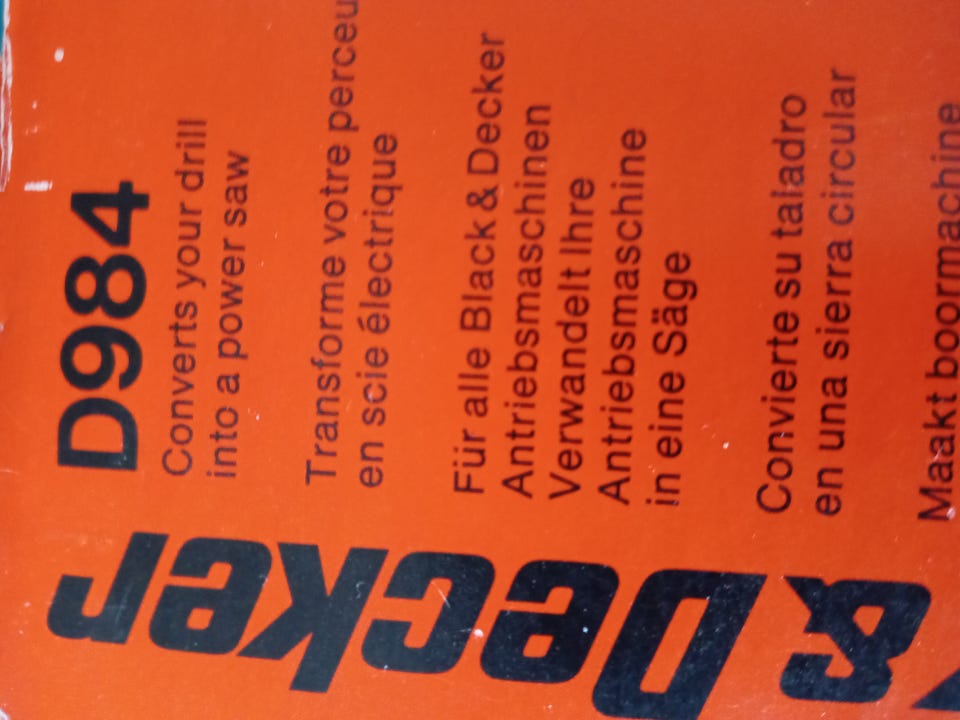 & Decker
D984
Converts your drill
into a power saw
Transforme votre perceu
en scie électrique
Für alle Black & Decker
Antriebsmaschinen
Verwandelt Ihre
Antriebsmaschine
in eine Säge
Convierte su taladro
en una sierra circular
Maakt boormachine